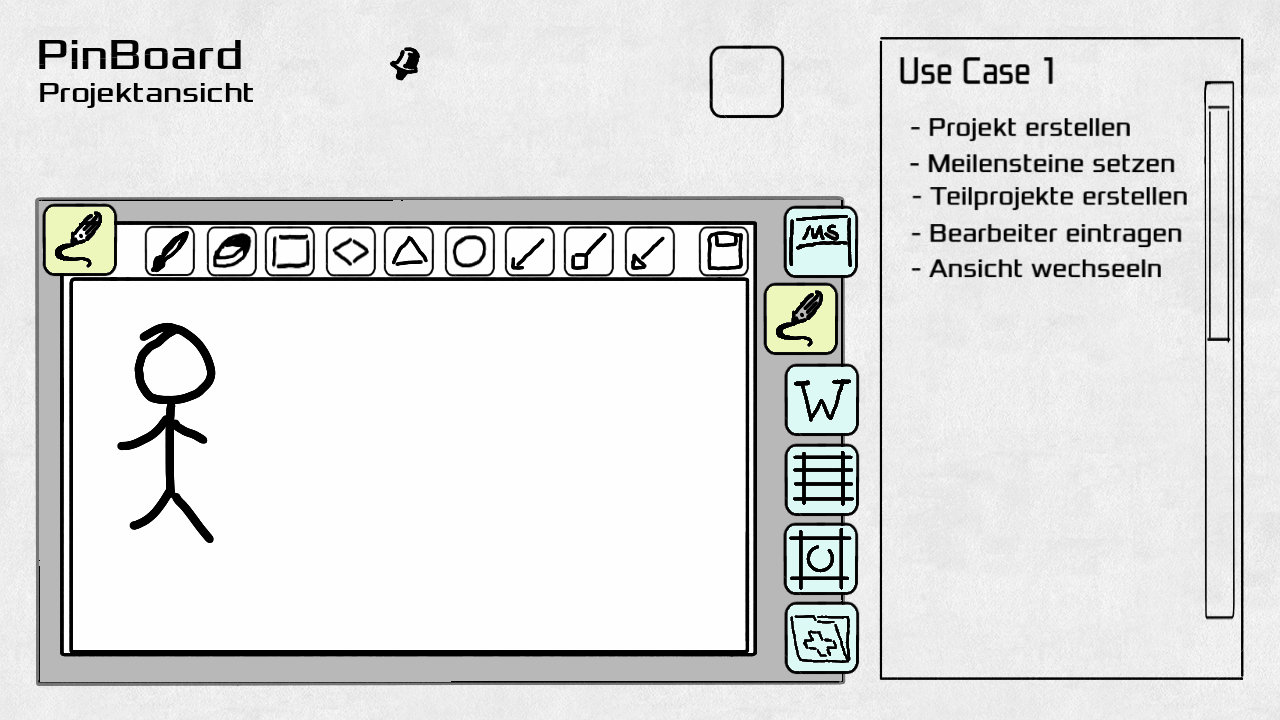 PinBoard
Projektansicht
MS
W
Use Case 1
- Projekt erstellen
- Meilensteine setzen
- Teilprojekte erstellen
- Bearbeiter eintragen
- Ansicht wechseeln